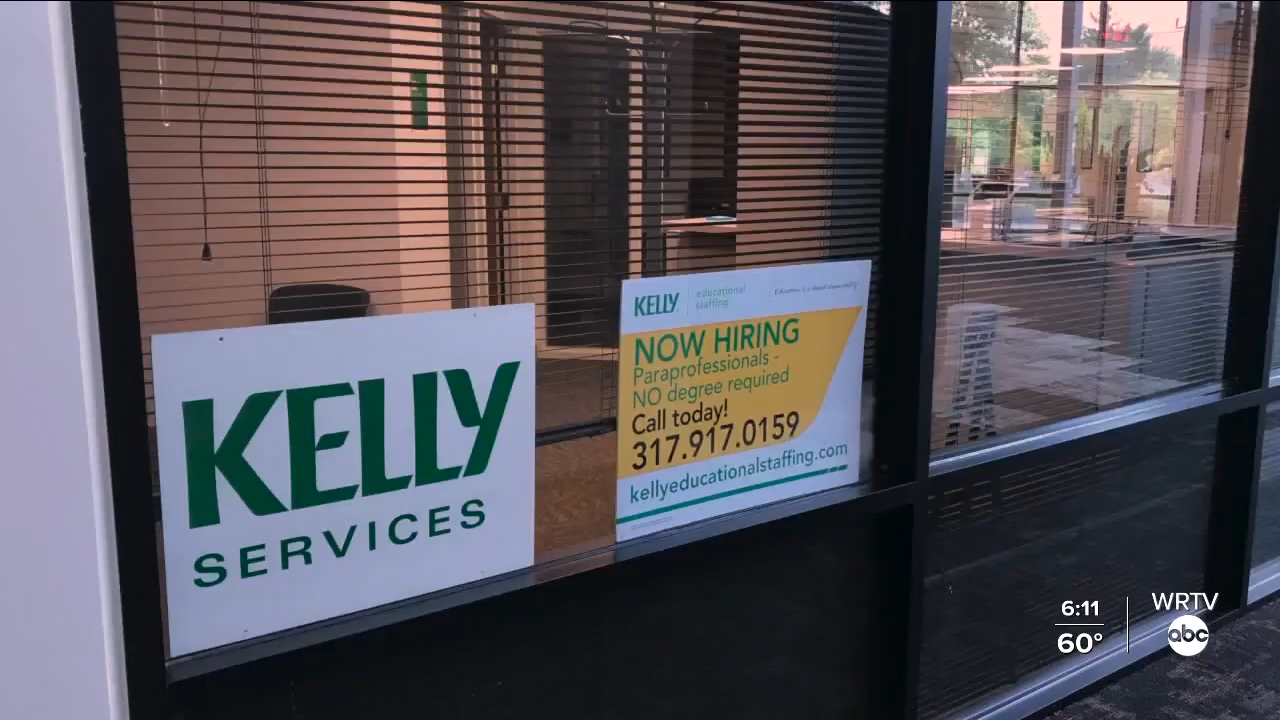 KELLY
SERVICES
KELLY
educational
staffing
NOW HIRING
Paraprofessionals -
NO degree required
Call today!
317.917.0159
kellyeducationalstaffing.com
6:11
60°
WRTV
abc